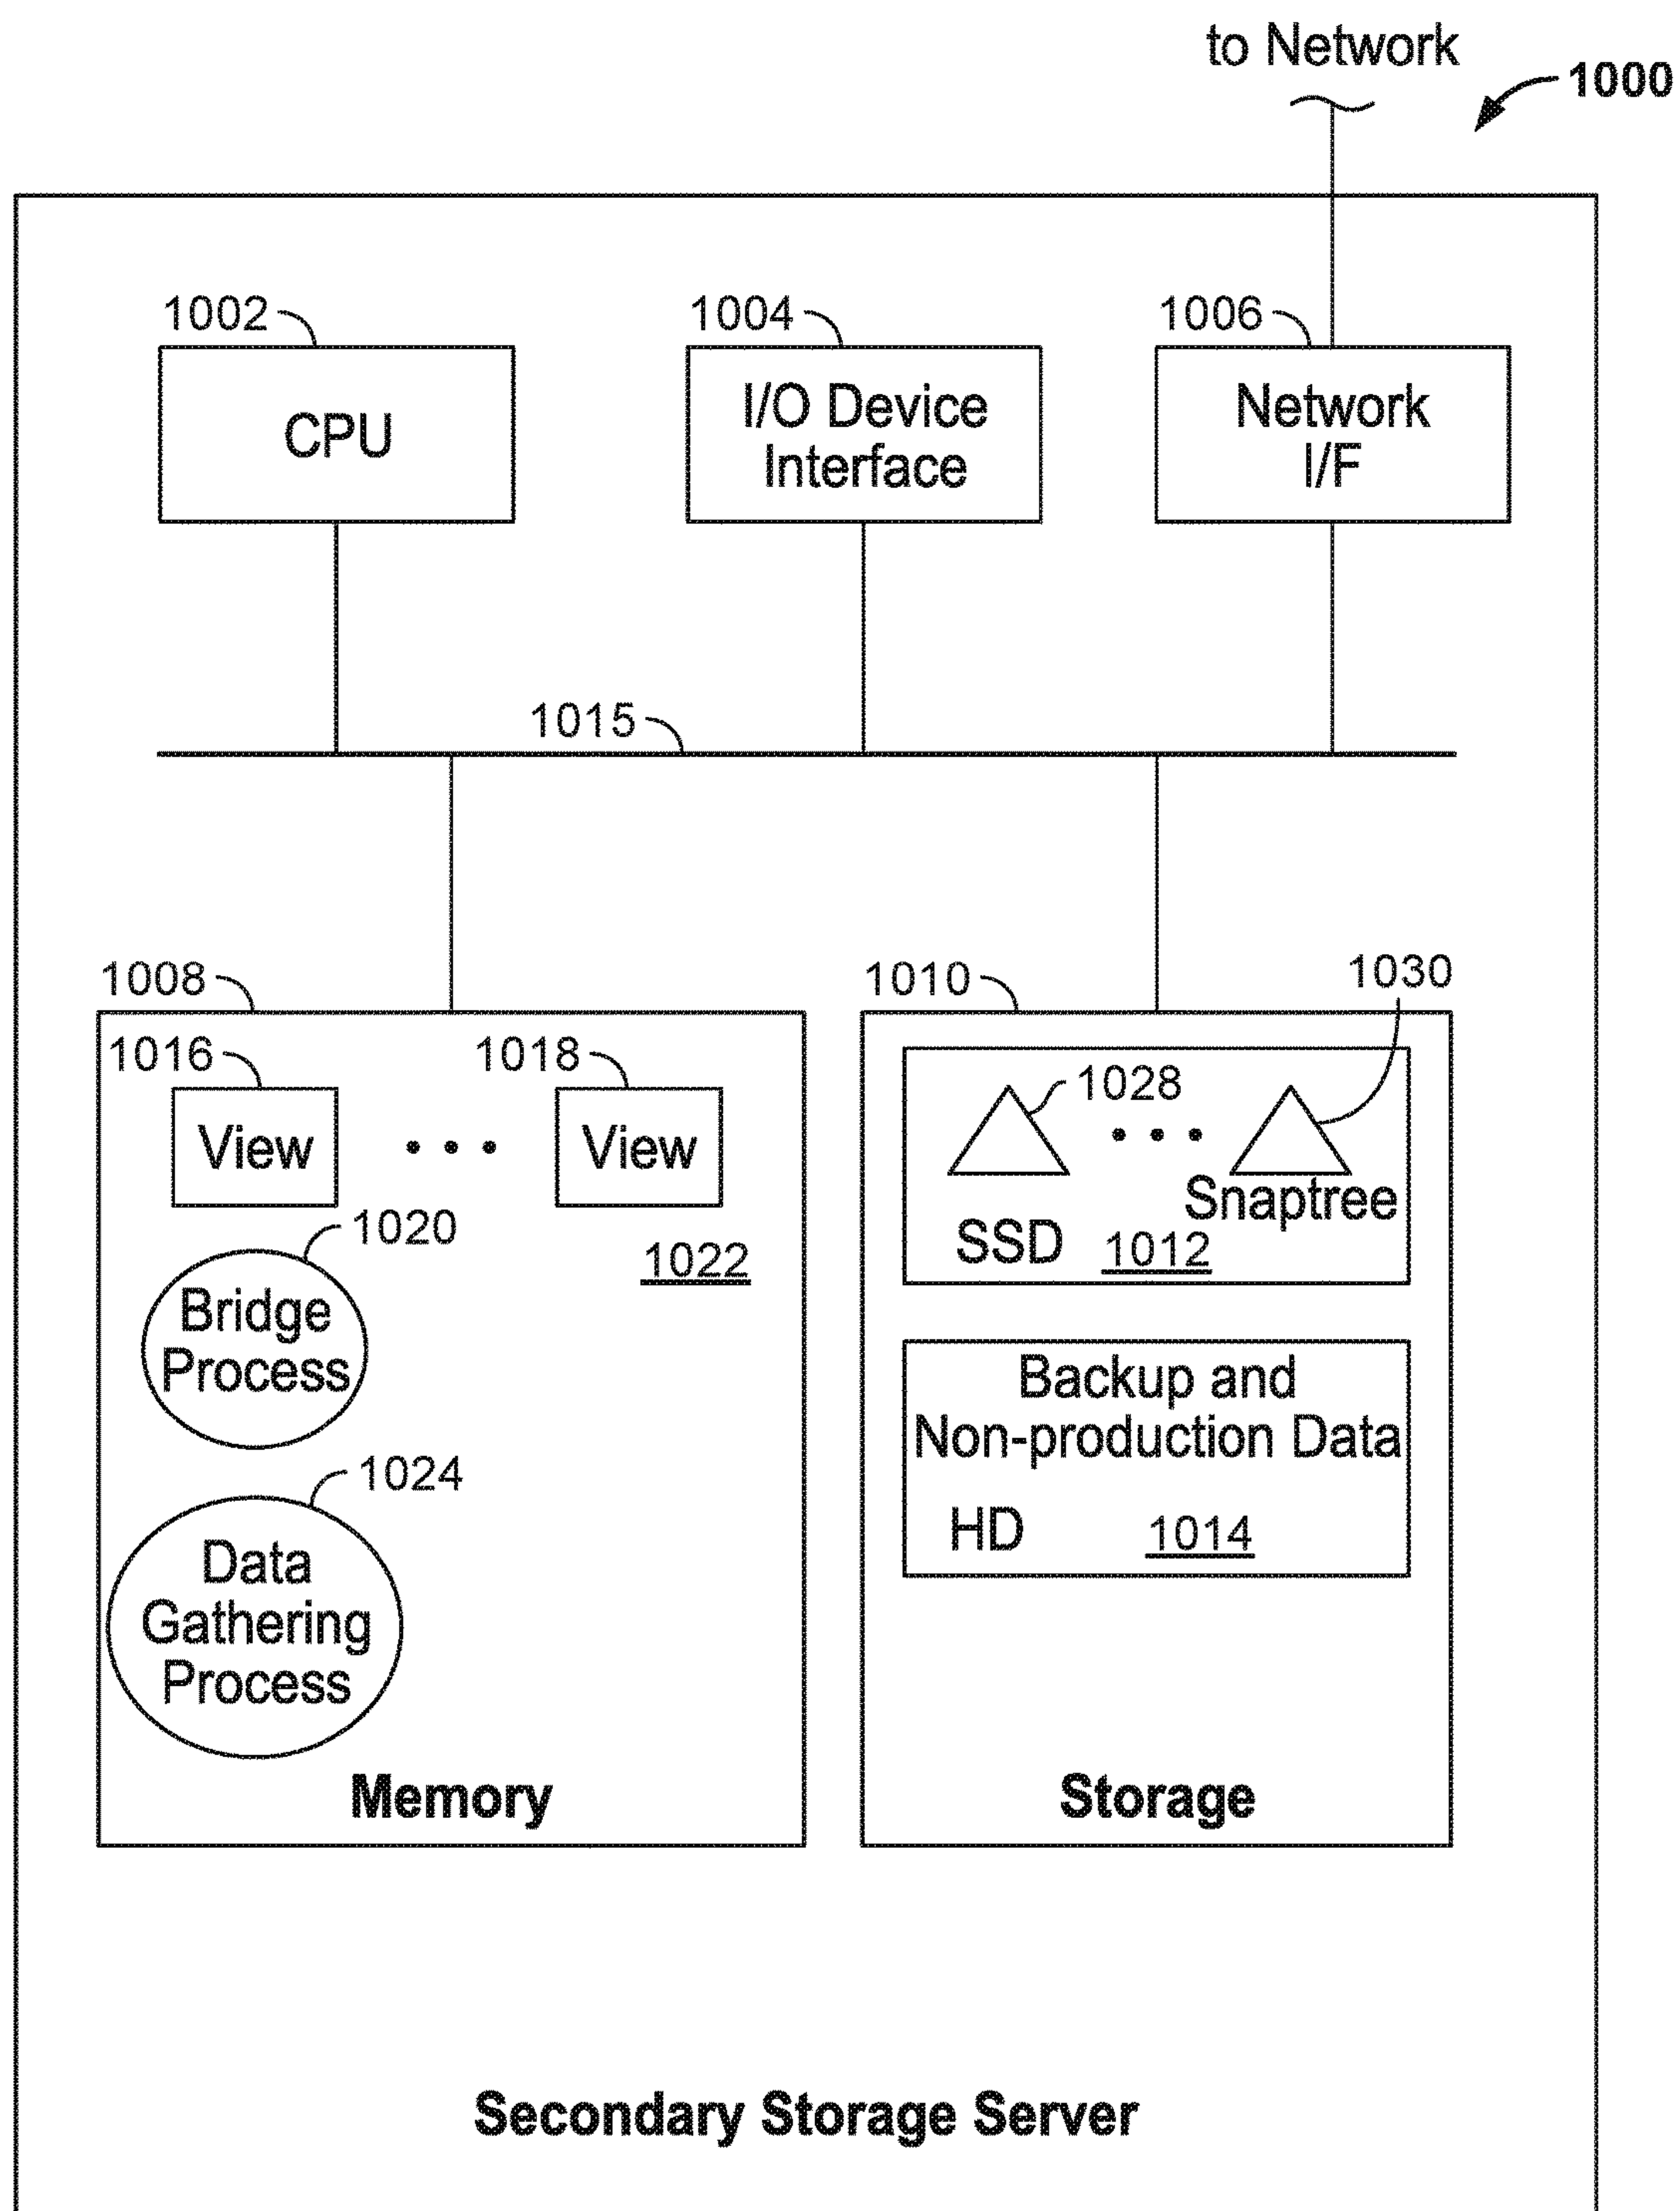 to Network
1000
1002
1004
1006
CPU
I/O Device
Interface
Network
I/F
1015
1008
1010
1030
1016
1018
1028
View
• • •
View
• • •
Snaptree
1020
1022
SSD
1012
Bridge
Process
Backup and
Non-production Data
1024
HD
1014
Data
Gathering
Process
Memory
Storage
Secondary Storage Server